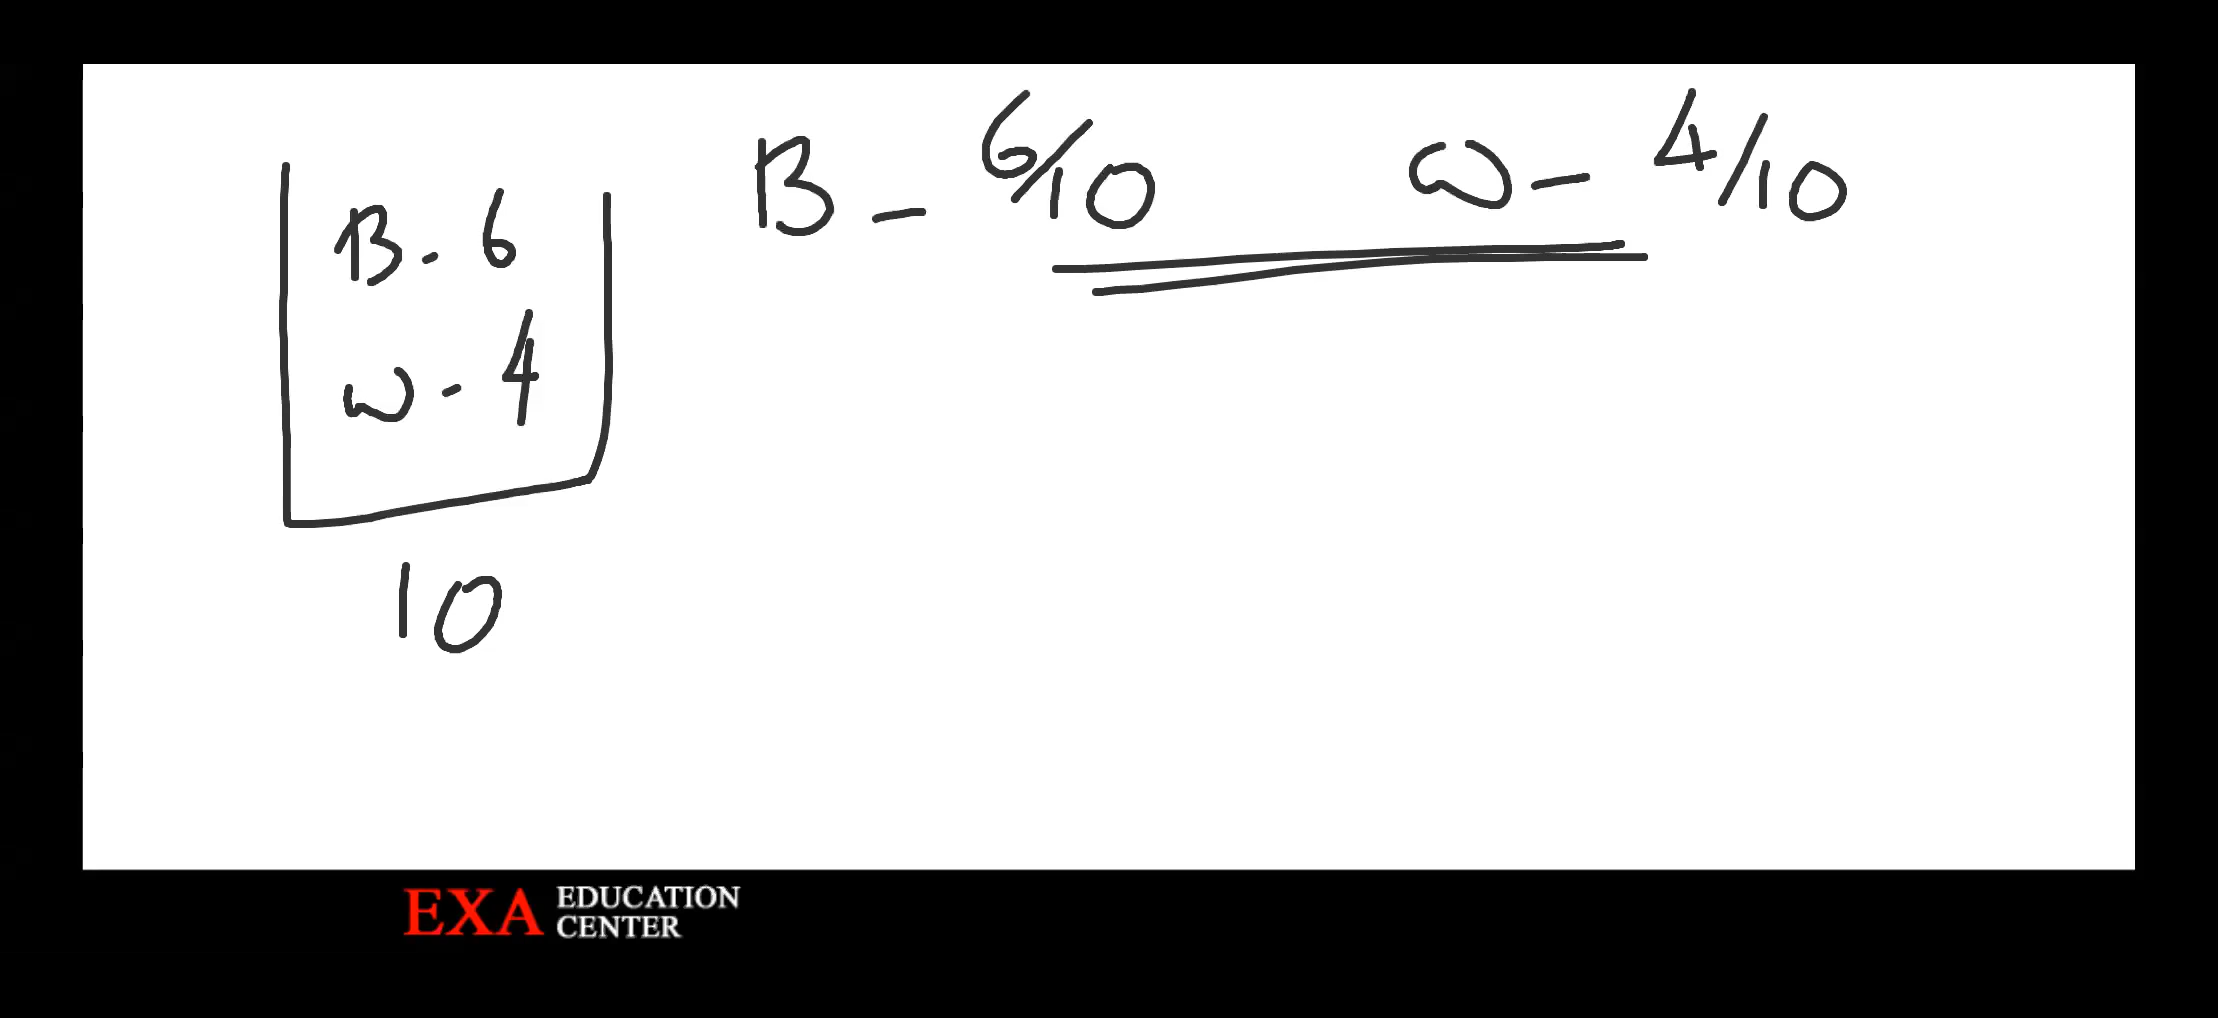 B - 6
W - 4
10
B - 6/10 W - 4/10
EXA EDUCATION
CENTER